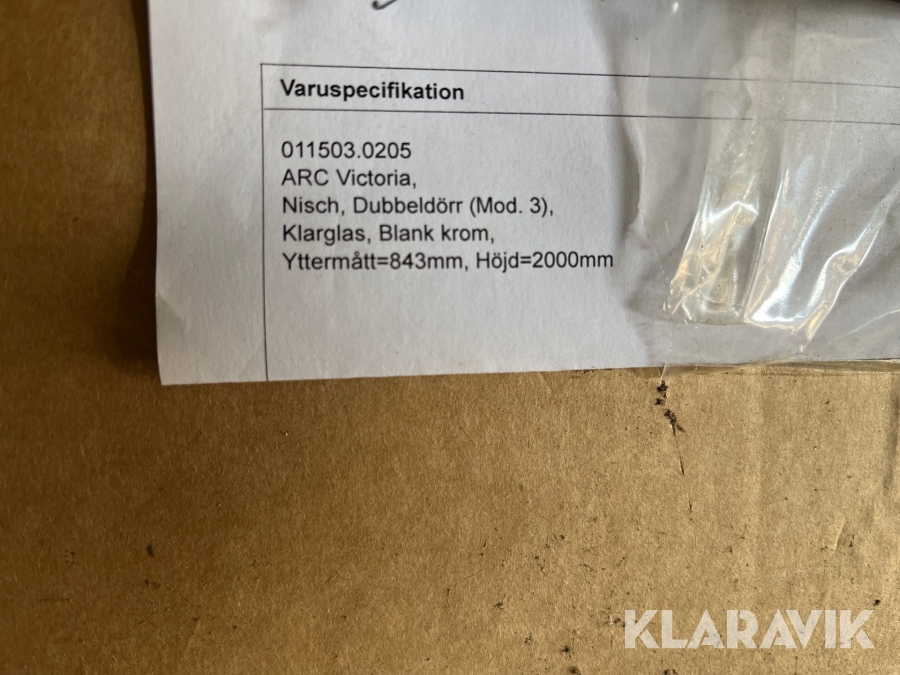 Varuspecifikation
011503.0205
ARC Victoria,
Nisch, Dubbeldörr (Mod. 3),
Klarglas, Blank krom,
Yttermått=843mm, Höjd=2000mm
KLARAVIK